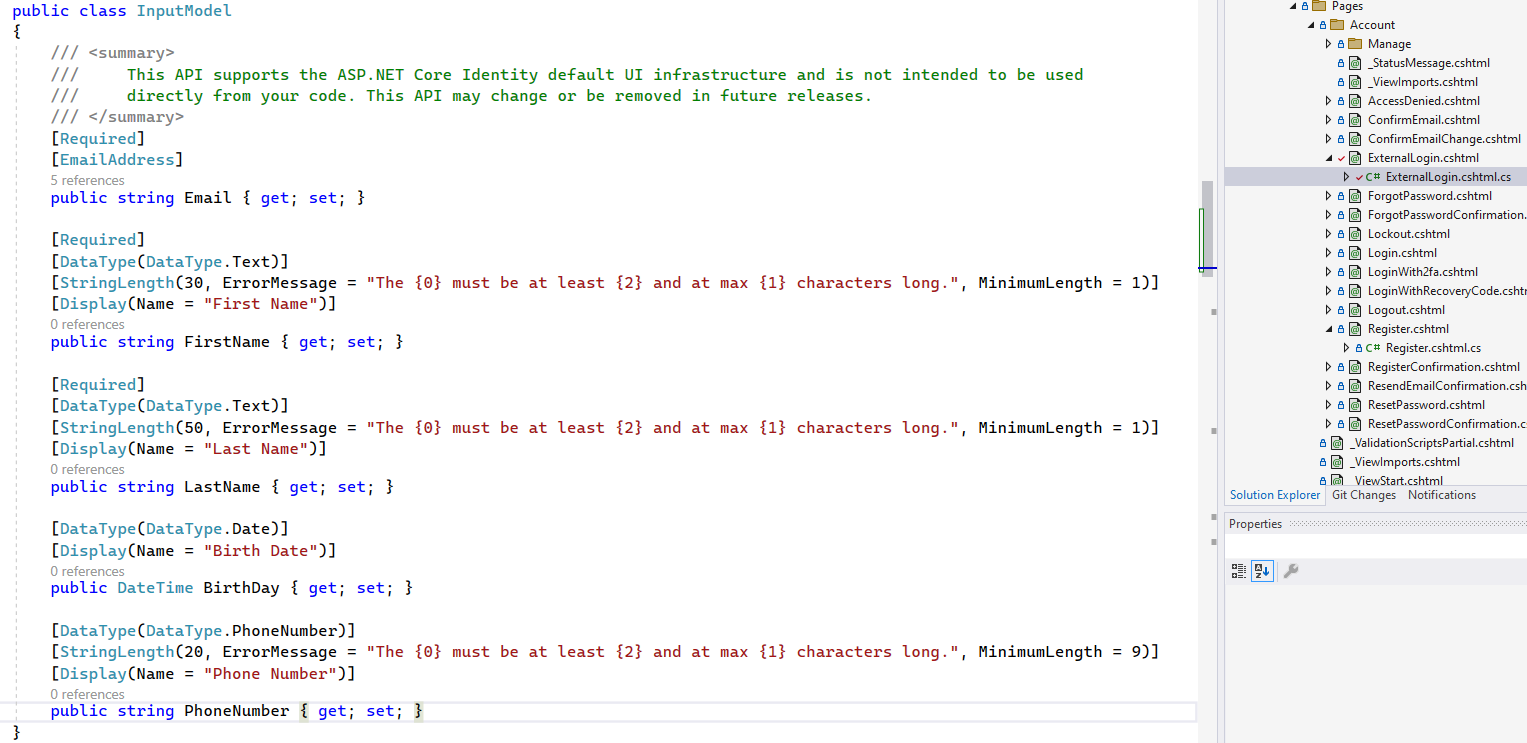 public class InputModel
{
/// <summary>
///     This API supports the ASP.NET Core Identity default UI infrastructure and is not intended to be used
///     directly from your code. This API may change or be removed in future releases.
/// </summary>
[Required]
[EmailAddress]
5 references
public string Email { get; set; }
[Required]
[DataType(DataType.Text)]
[StringLength(30, ErrorMessage = "The {0} must be at least {2} and at max {1} characters long.", MinimumLength = 1)]
[Display(Name = "First Name")]
0 references
public string FirstName { get; set; }
[Required]
[DataType(DataType.Text)]
[StringLength(50, ErrorMessage = "The {0} must be at least {2} and at max {1} characters long.", MinimumLength = 1)]
[Display(Name = "Last Name")]
0 references
public string LastName { get; set; }
[DataType(DataType.Date)]
[Display(Name = "Birth Date")]
0 references
public DateTime BirthDay { get; set; }
[DataType(DataType.PhoneNumber)]
[StringLength(20, ErrorMessage = "The {0} must be at least {2} and at max {1} characters long.", MinimumLength = 9)]
[Display(Name = "Phone Number")]
0 references
public string PhoneNumber { get; set; }
}
Pages
Account
Manage
_StatusMessage.cshtml
_ViewImports.cshtml
AccessDenied.cshtml
ConfirmEmail.cshtml
ConfirmEmailChange.cshtml
ExternalLogin.cshtml
C# ExternalLogin.cshtml.cs
ForgotPassword.cshtml
ForgotPasswordConfirmation.
Lockout.cshtml
Login.cshtml
LoginWith2fa.cshtml
LoginWithRecoveryCode.cshtm
Logout.cshtml
Register.cshtml
C# Register.cshtml.cs
RegisterConfirmation.cshtml
ResendEmailConfirmation.csh
ResetPassword.cshtml
ResetPasswordConfirmation.cs
_ValidationScriptsPartial.cshtml
_ViewImports.cshtml
_ViewStart.cshtml
Solution Explorer Git Changes Notifications
Properties